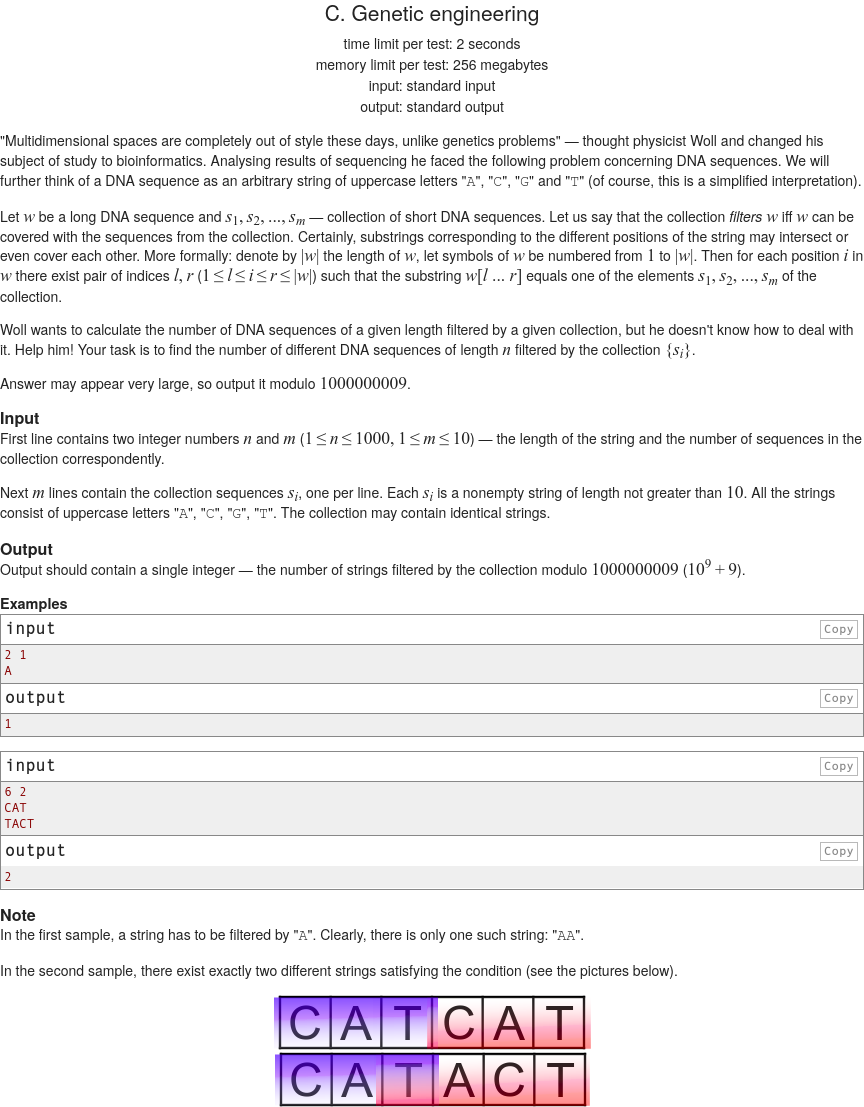 C. Genetic engineering
time limit per test: 2 seconds
memory limit per test: 256 megabytes
input: standard input
output: standard output
"Multidimensional spaces are completely out of style these days, unlike genetics problems" — thought physicist Woll and changed his
subject of study to bioinformatics. Analysing results of sequencing he faced the following problem concerning DNA sequences. We will
further think of a DNA sequence as an arbitrary string of uppercase letters "A", "C", "G" and "T" (of course, this is a simplified interpretation).
Let w be a long DNA sequence and s1, s2, ..., sm — collection of short DNA sequences. Let us say that the collection filters w iff w can be
covered with the sequences from the collection. Certainly, substrings corresponding to the different positions of the string may intersect or
even cover each other. More formally: denote by |w| the length of w, let symbols of w be numbered from 1 to |w|. Then for each position i in
w there exist pair of indices l, r (1 ≤ l ≤ i ≤ r ≤ |w|) such that the substring w[l ... r] equals one of the elements s1, s2, ..., sm of the
collection.
Woll wants to calculate the number of DNA sequences of a given length filtered by a given collection, but he doesn't know how to deal with
it. Help him! Your task is to find the number of different DNA sequences of length n filtered by the collection {si}.
Answer may appear very large, so output it modulo 1000000009.
Input
First line contains two integer numbers n and m (1 ≤ n ≤ 1000, 1 ≤ m ≤ 10) — the length of the string and the number of sequences in the
collection correspondently.
Next m lines contain the collection sequences si, one per line. Each si is a nonempty string of length not greater than 10. All the strings
consist of uppercase letters "A", "C", "G", "T". The collection may contain identical strings.
Output
Output should contain a single integer — the number of strings filtered by the collection modulo 1000000009 (10^9 + 9).
Examples
input Copy
2 1
A
output Copy
1
input Copy
6 2
CAT
TACT
output Copy
2
Note
In the first sample, a string has to be filtered by "A". Clearly, there is only one such string: "AA".
In the second sample, there exist exactly two different strings satisfying the condition (see the pictures below).
C A T C A T
C A T A C T